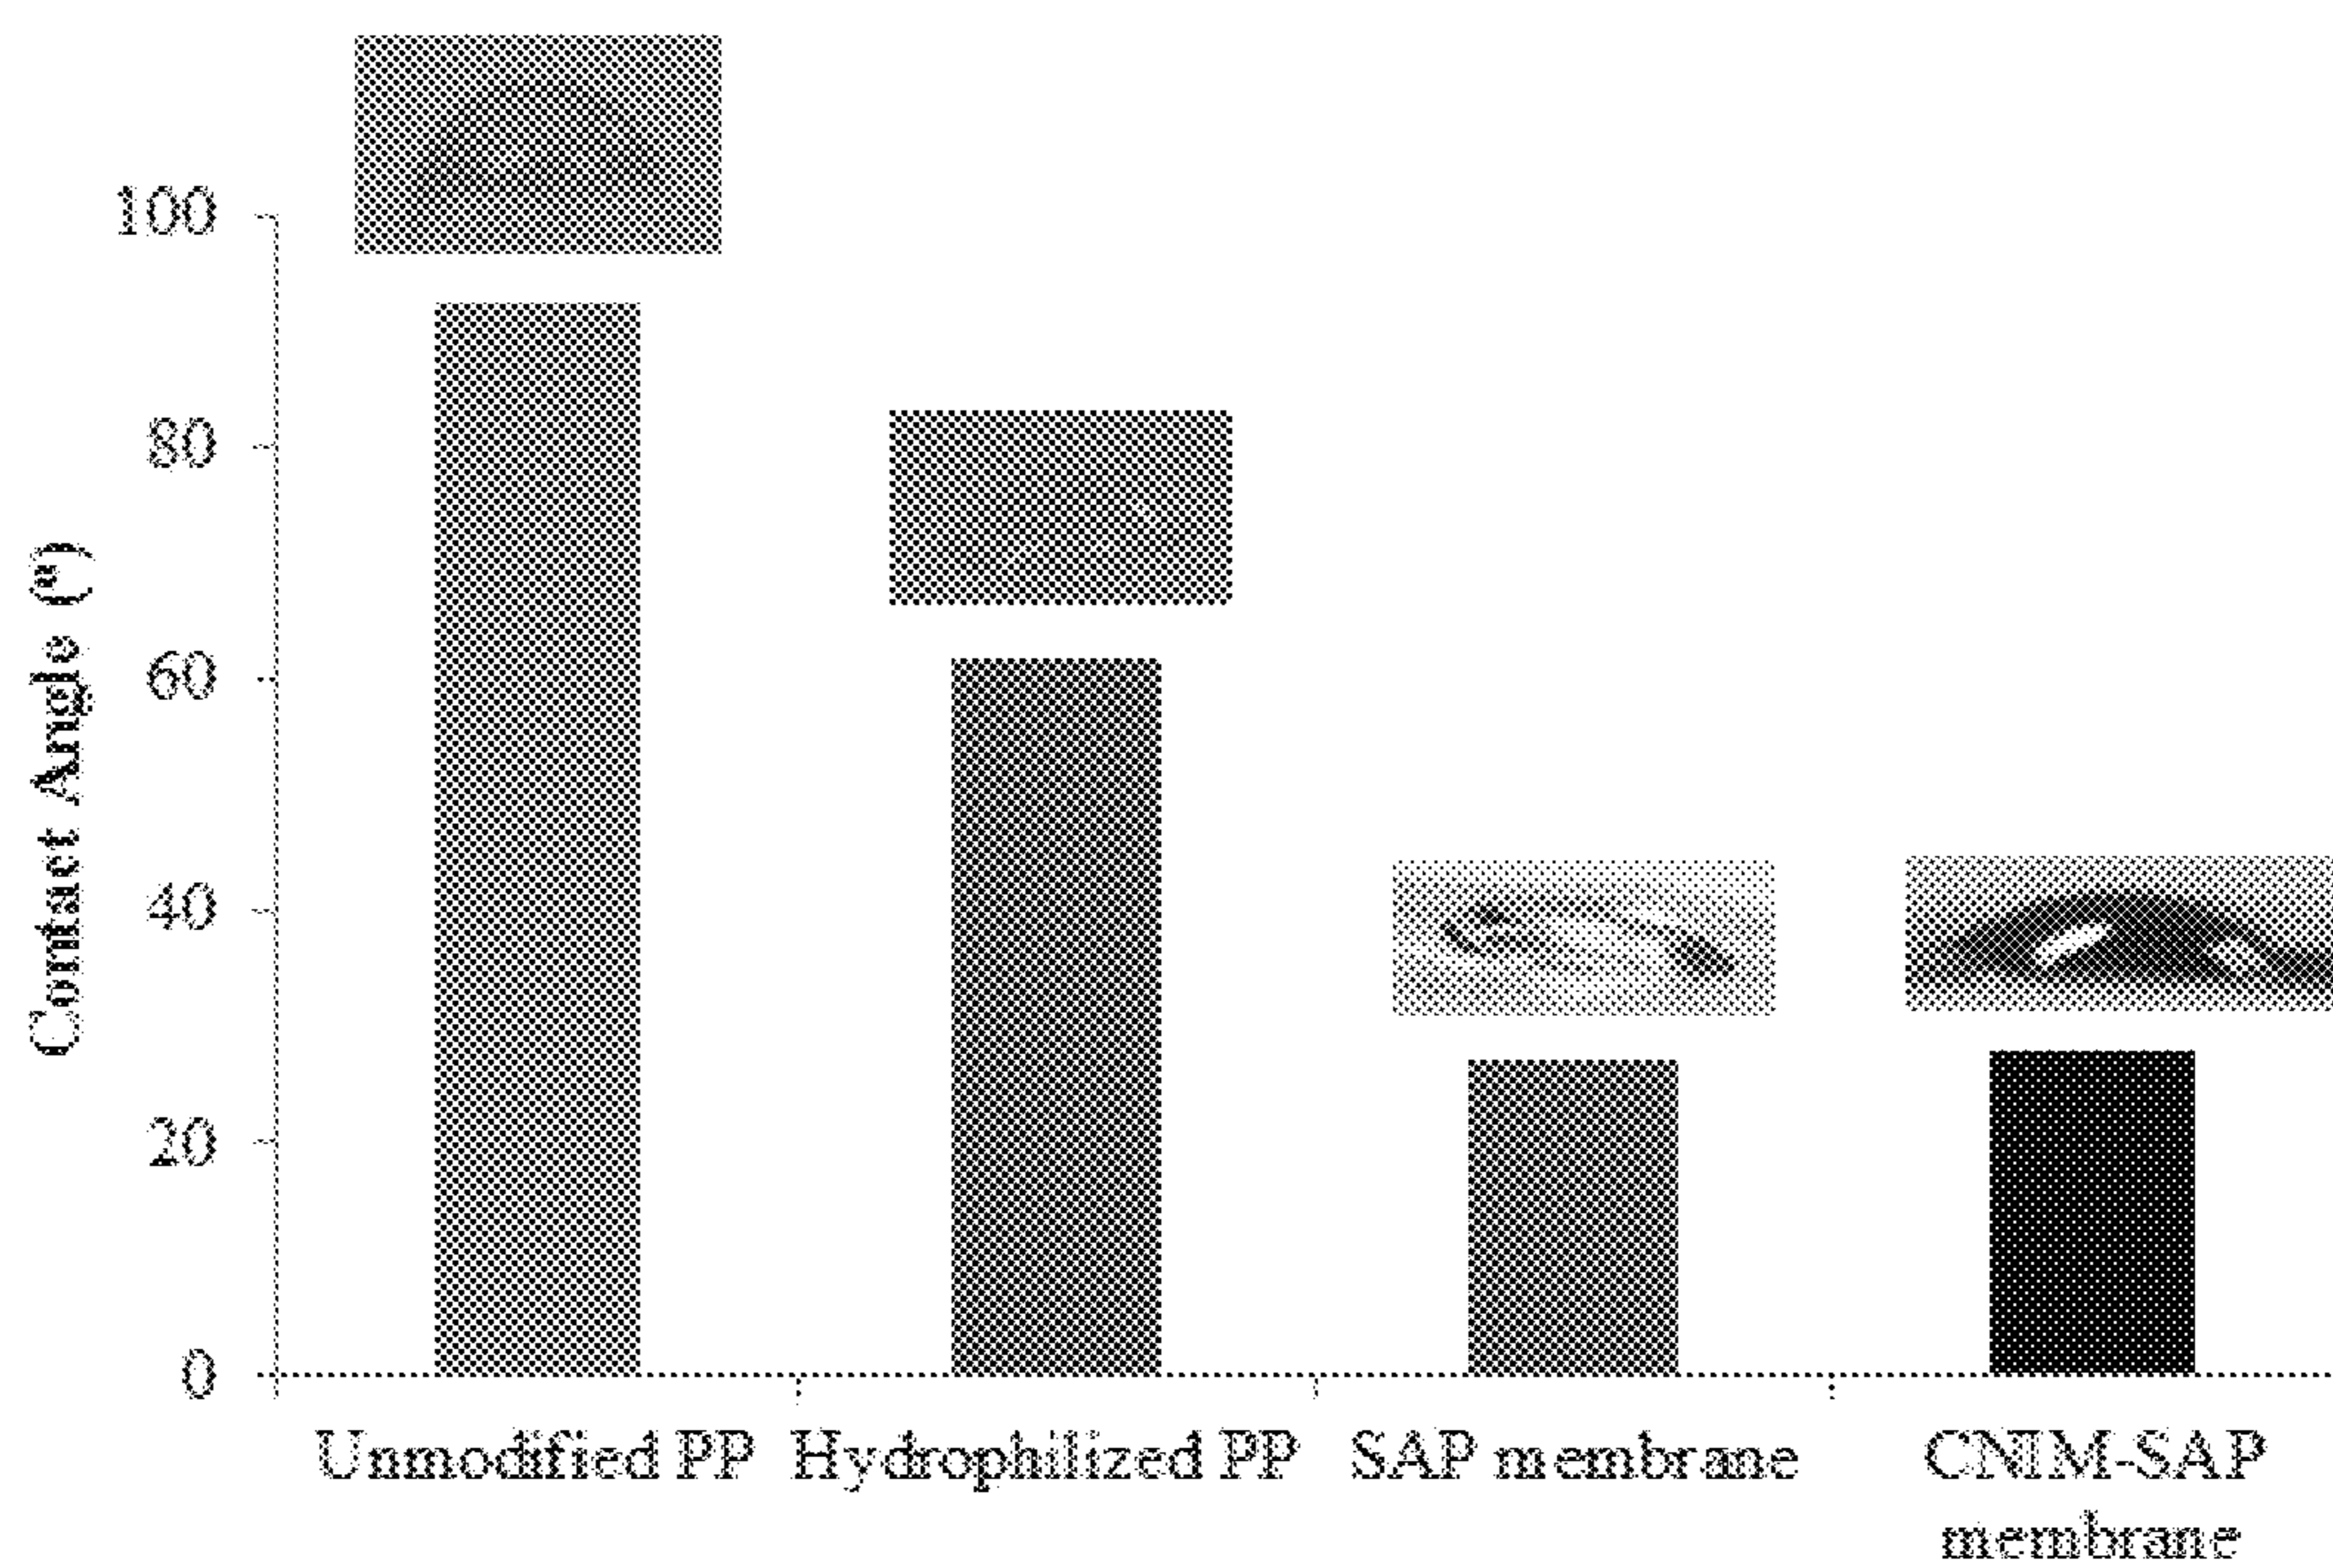 Contact Angle (°)
100
80
60
40
20
0
Unmodified PP
Hydrophilized PP
SAP membrane
CNIM-SAP
membrane